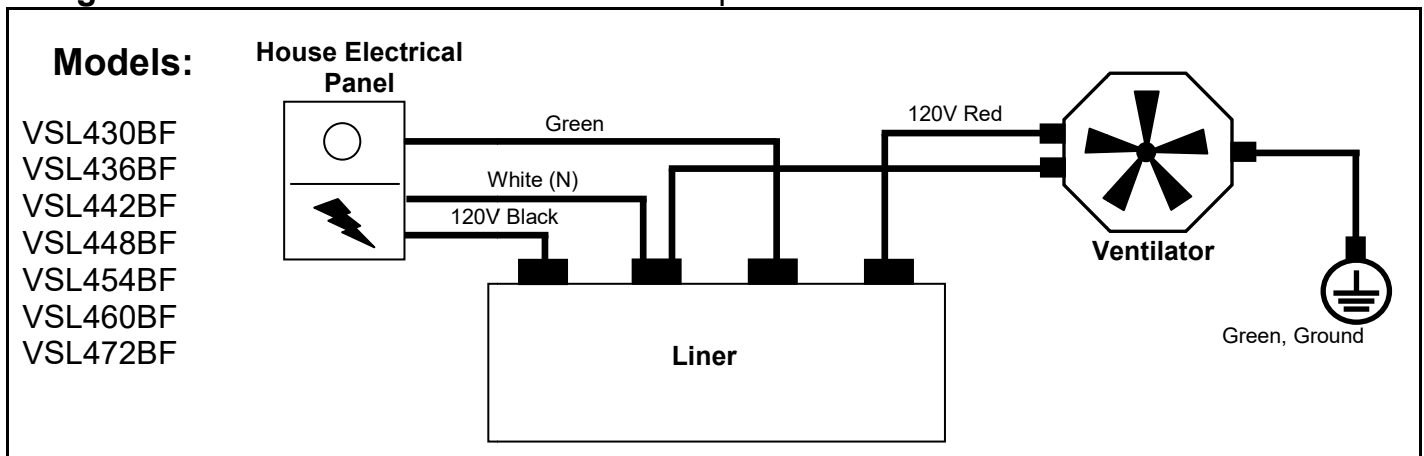 Models:
VSL430BF
VSL436BF
VSL442BF
VSL448BF
VSL454BF
VSL460BF
VSL472BF
House Electrical
Panel
Green
White (N)
120V Black
120V Red
Ventilator
Green, Ground
Liner